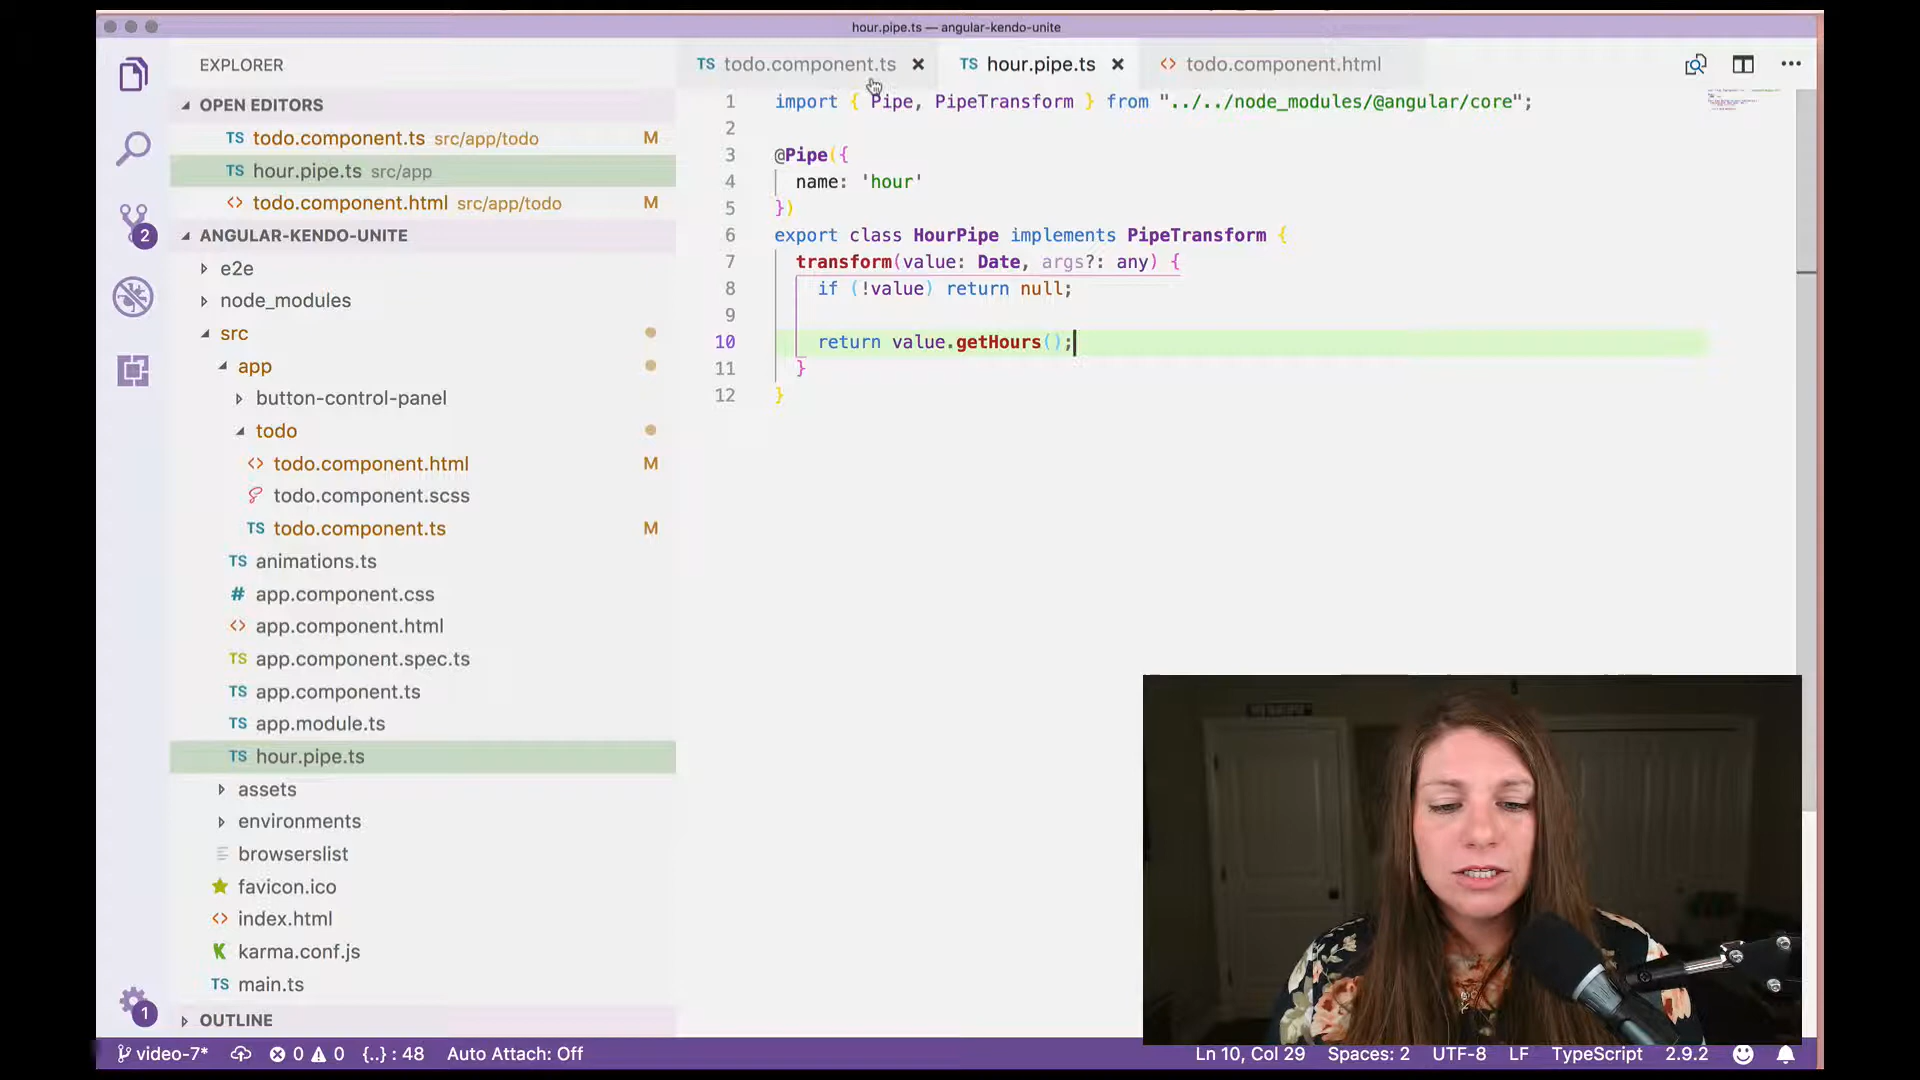 hour.pipe.ts — angular-kendo-unite
EXPLORER
OPEN EDITORS
TS todo.component.ts src/app/todo M
TS hour.pipe.ts src/app
<> todo.component.html src/app/todo M
2
ANGULAR-KENDO-UNITE
e2e
node_modules
src
app
button-control-panel
todo
<> todo.component.html M
todo.component.scss
TS todo.component.ts M
TS animations.ts
# app.component.css
<> app.component.html
TS app.component.spec.ts
TS app.component.ts
TS app.module.ts
TS hour.pipe.ts
assets
environments
browserslist
favicon.ico
<> index.html
K karma.conf.js
TS main.ts
1
OUTLINE
TS todo.component.ts × TS hour.pipe.ts × <> todo.component.html
1 import { Pipe, PipeTransform } from "../../node_modules/@angular/core";
2
3 @Pipe({
4 name: 'hour'
5 })
6 export class HourPipe implements PipeTransform {
7 transform(value: Date, args?: any) {
8 if (!value) return null;
9
10 return value.getHours();
11 }
12 }
video-7* 0 0 {..} : 48 Auto Attach: Off Ln 10, Col 29 Spaces: 2 UTF-8 LF TypeScript 2.9.2